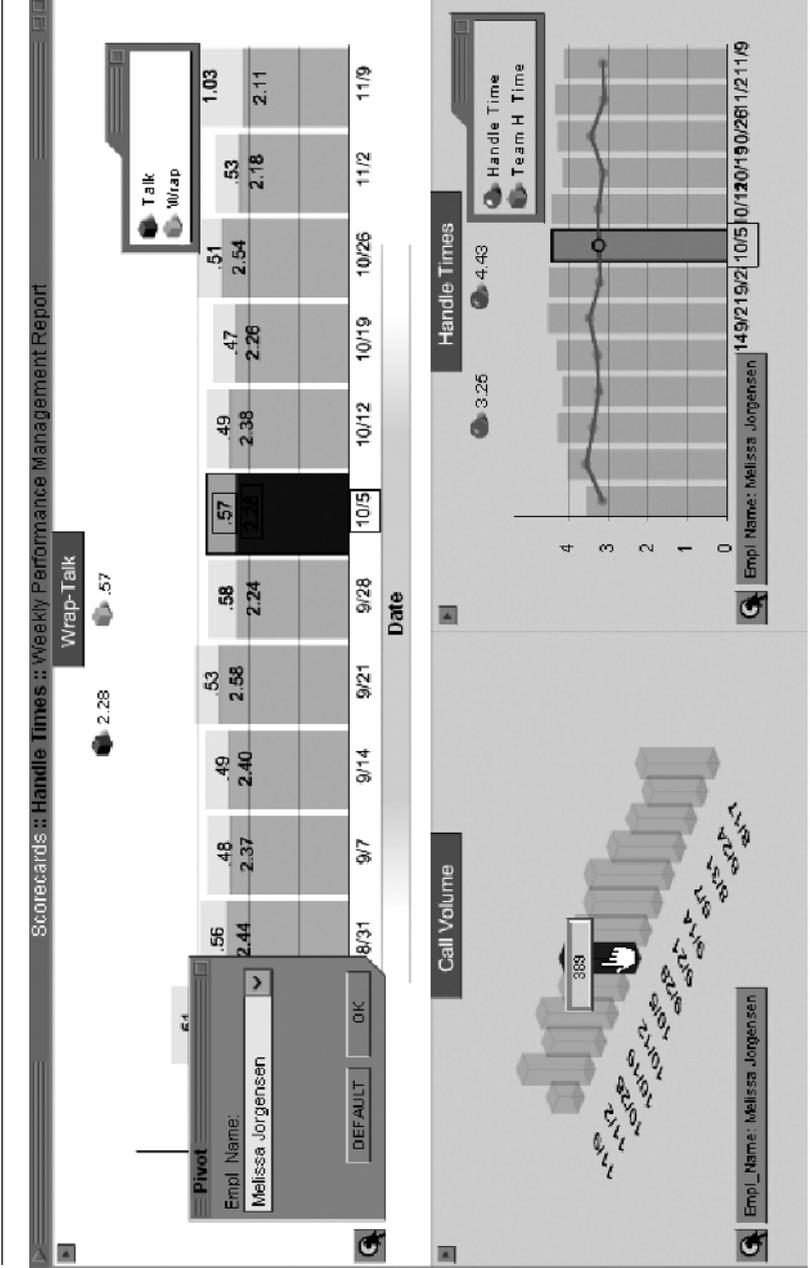 Scorecards :: Handle Times :: Weekly Performance Management Report
Wrap-Talk
2.28 .57
Talk
Wrap
.56 .48 .49 .53 .58 .57 .49 .47 .51 .53 1.03
2.44 2.37 2.40 2.58 2.24 2.28 2.38 2.26 2.54 2.18 2.11
8/31 9/7 9/14 9/21 9/28 10/5 10/12 10/19 10/26 11/2 11/9
Date
Pivot
Empl Name:
Melissa Jorgensen
DEFAULT OK
Call Volume
389
11/9 11/2 10/26 10/19 10/12 10/5 9/28 9/21 9/14 9/7 8/31 8/24 8/17
Empl_Name: Melissa Jorgensen
Handle Times
3.25 4.43
Handle Time
Team H Time
4
3
2
1
0
10/5 11/9
Empl Name: Melissa Jorgensen